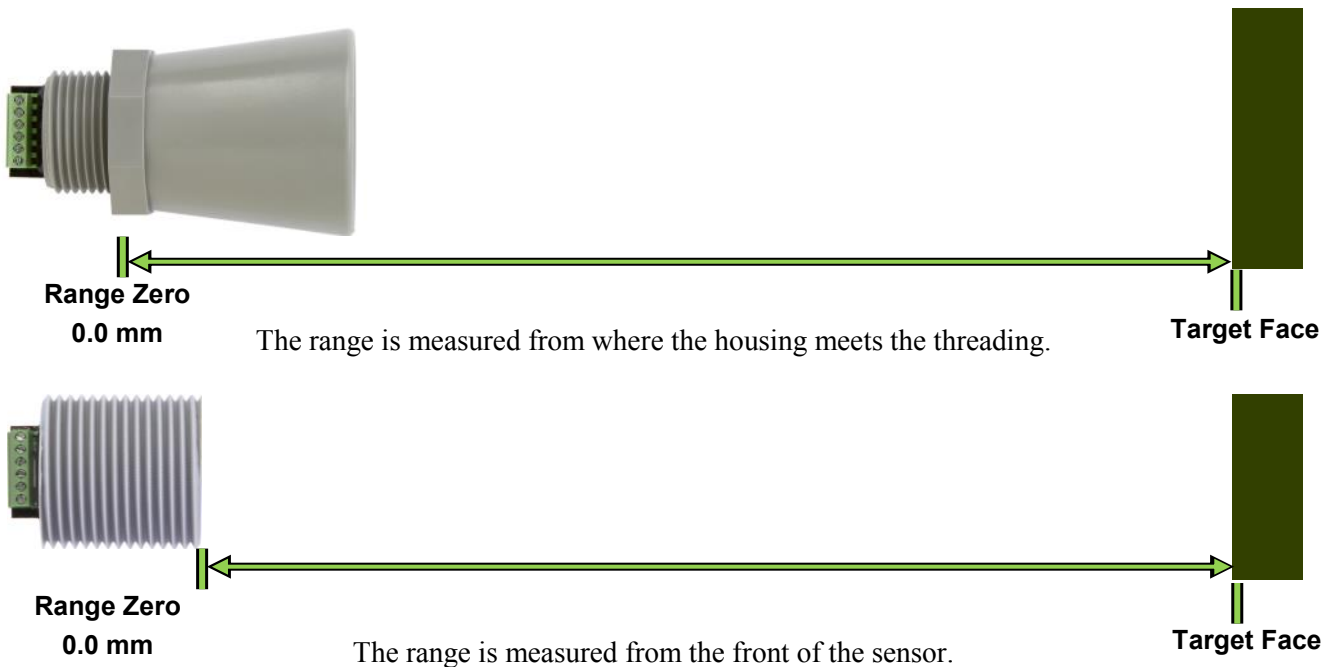 Range Zero
0.0 mm
The range is measured from where the housing meets the threading.
Target Face
Range Zero
0.0 mm
The range is measured from the front of the sensor.
Target Face